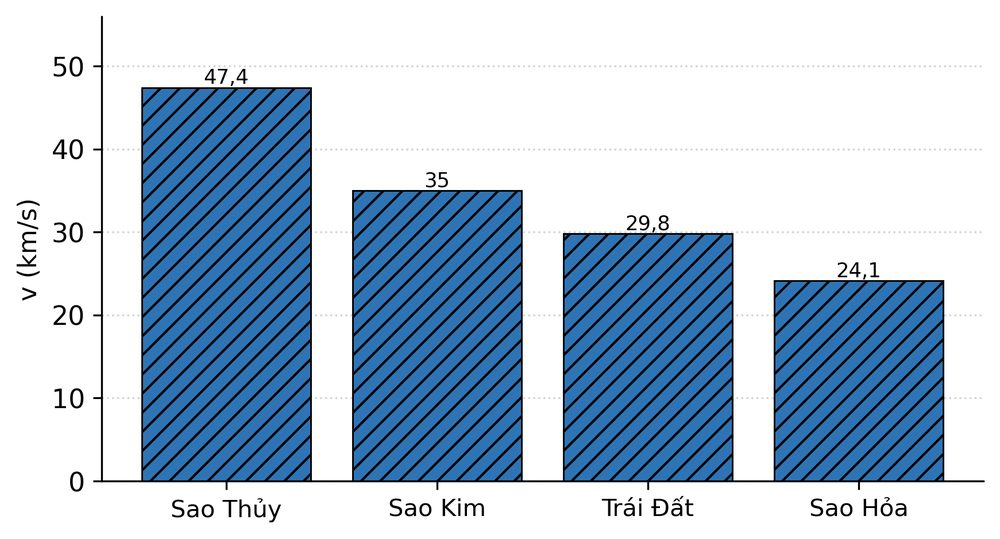 v (km/s)
50
40
30
20
10
0
47,4
35
29,8
24,1
Sao Thủy
Sao Kim
Trái Đất
Sao Hỏa